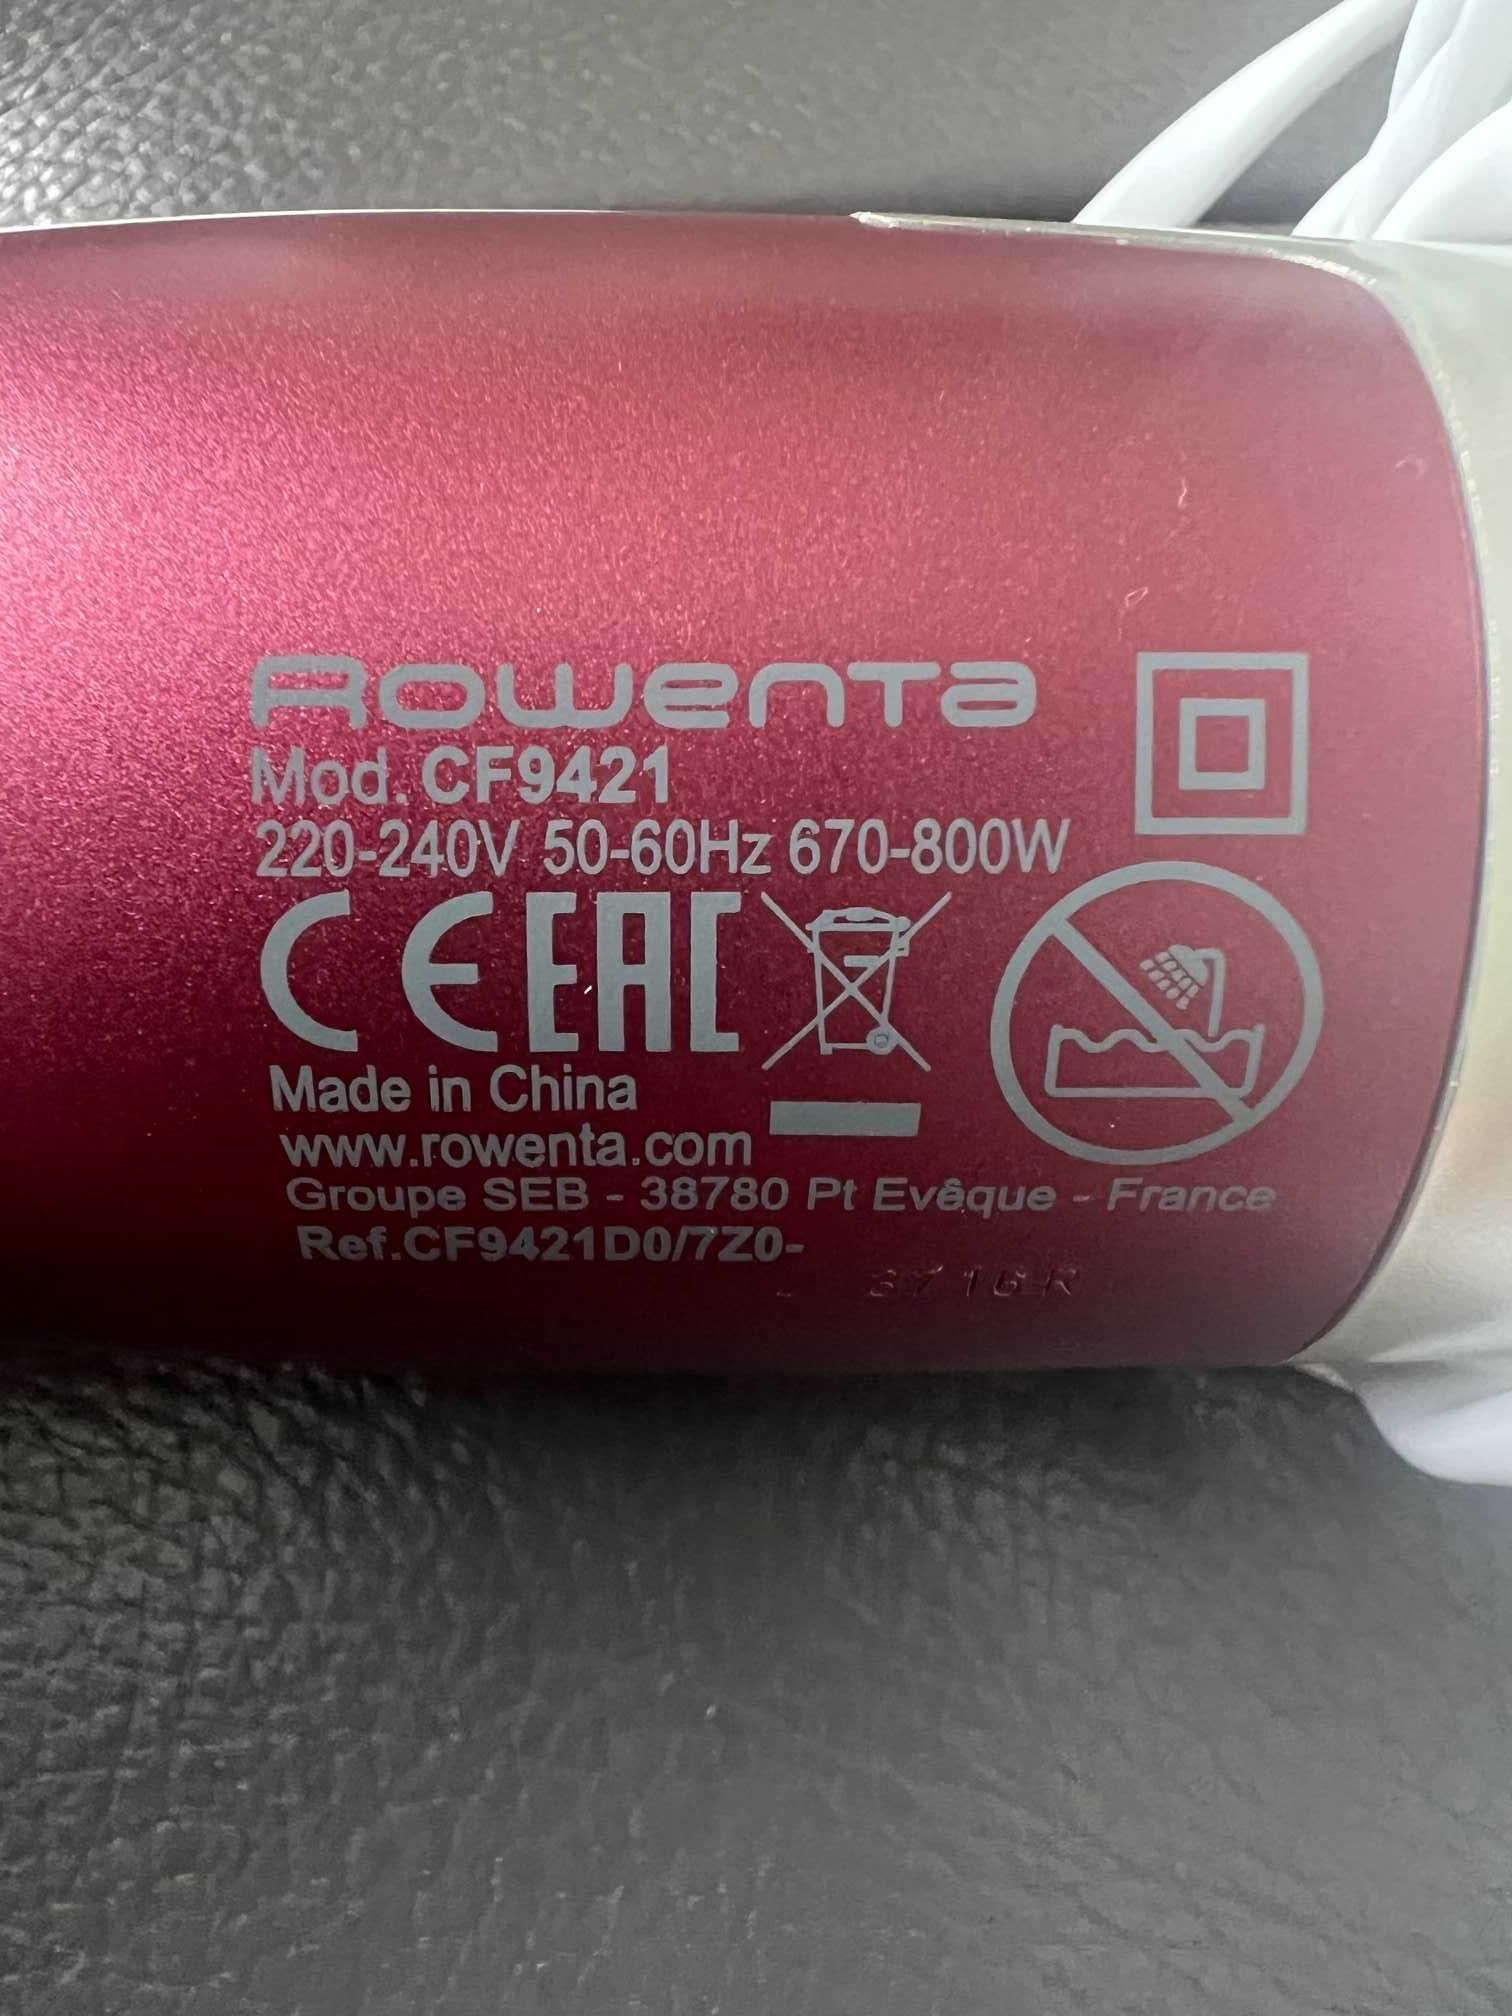 Rowenta
Mod. CF9421
220-240V 50-60Hz 670-800W
CE EAC
Made in China
www.rowenta.com
Groupe SEB - 38780 Pt Evêque - France
Ref.CF9421D0/7Z0-